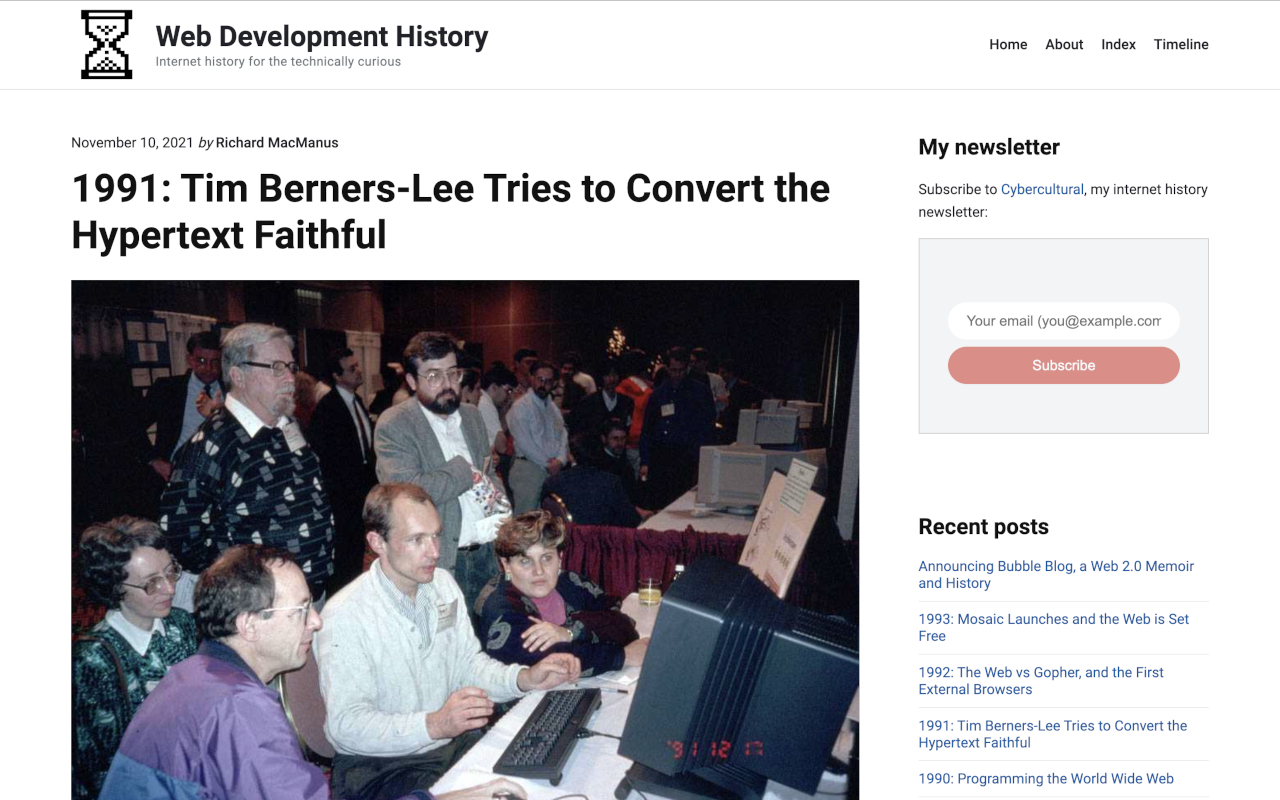 Web Development History
Internet history for the technically curious
Home About Index Timeline
November 10, 2021 by Richard MacManus
1991: Tim Berners-Lee Tries to Convert the
Hypertext Faithful
'91 12 17
My newsletter
Subscribe to Cybercultural, my internet history
newsletter:
Your email (you@example.com
Subscribe
Recent posts
Announcing Bubble Blog, a Web 2.0 Memoir
and History
1993: Mosaic Launches and the Web is Set
Free
1992: The Web vs Gopher, and the First
External Browsers
1991: Tim Berners-Lee Tries to Convert the
Hypertext Faithful
1990: Programming the World Wide Web